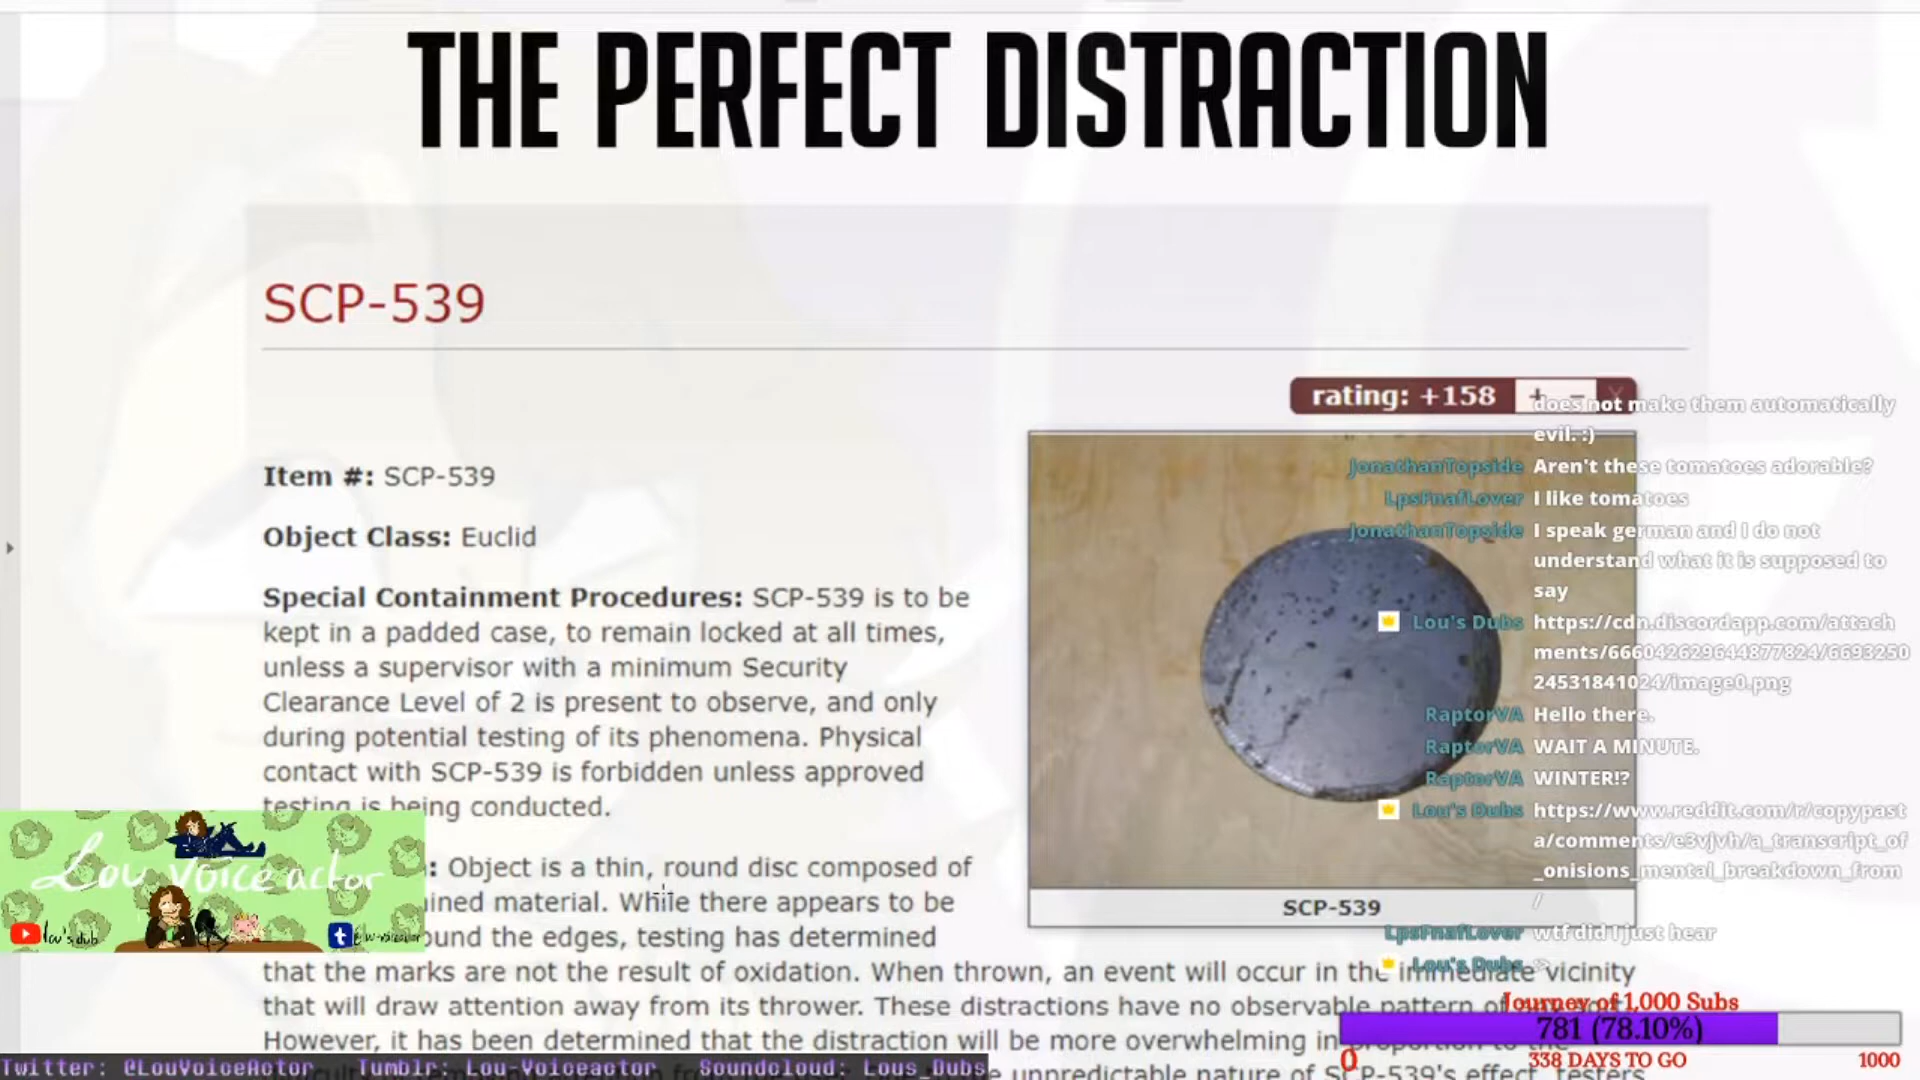 THE PERFECT DISTRACTION
SCP-539
rating: +158 + − X
Item #: SCP-539
Object Class: Euclid
Special Containment Procedures: SCP-539 is to be
kept in a padded case, to remain locked at all times,
unless a supervisor with a minimum Security
Clearance Level of 2 is present to observe, and only
during potential testing of its phenomena. Physical
contact with SCP-539 is forbidden unless approved
testing is being conducted.
: Object is a thin, round disc composed of
ined material. While there appears to be
ound the edges, testing has determined
that the marks are not the result of oxidation. When thrown, an event will occur in the immediate vicinity
that will draw attention away from its thrower. These distractions have no observable pattern of
However, it has been determined that the distraction will be more overwhelming in proportion to the
unpredictable nature of SCP-539's effect, testers
SCP-539
does not make them automatically
evil. :)
JonathanTopside Aren't these tomatoes adorable?
LpsFnafLover I like tomatoes
JonathanTopside I speak german and I do not
understand what it is supposed to
say
Lou's Dubs https://cdn.discordapp.com/attach
ments/666042629644877824/6693250
24531841024/image0.png
RaptorVA Hello there.
RaptorVA WAIT A MINUTE.
RaptorVA WINTER!?
Lou's Dubs https://www.reddit.com/r/copypast
a/comments/e3vjvh/a_transcript_of
_onisions_mental_breakdown_from
/
LpsFnafLover wtf did I just hear
Lou's Dubs
Lou voice actor
lou's dub
Journey of 1,000 Subs
781 (78.10%)
0 338 DAYS TO GO 1000
Twitter: @LouVoiceActor Tumblr: Lou-Voiceactor Soundcloud: Lous Dubs